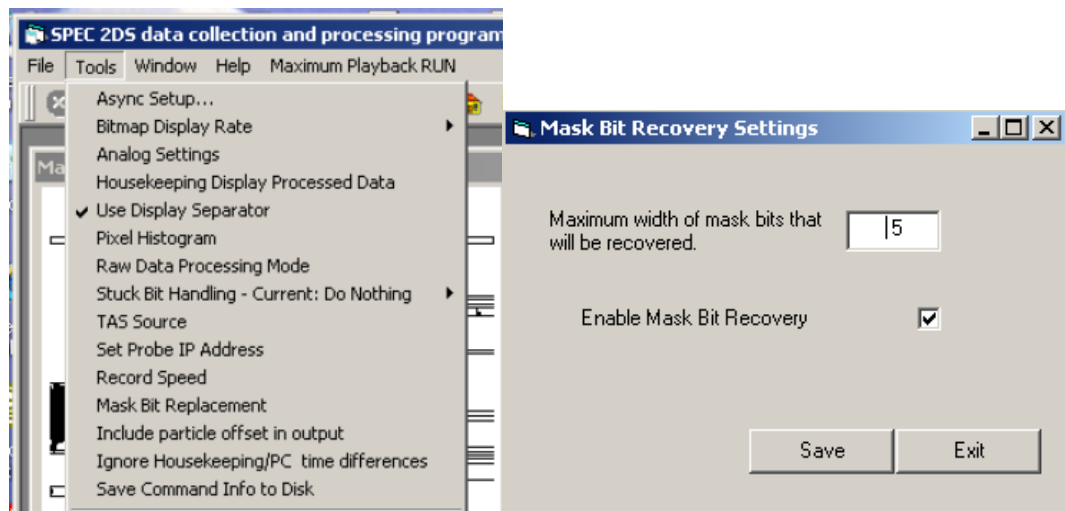 SPEC 2DS data collection and processing program
File Tools Window Help Maximum Playback RUN
Async Setup...
Bitmap Display Rate
Analog Settings
Housekeeping Display Processed Data
Use Display Separator
Pixel Histogram
Raw Data Processing Mode
Stuck Bit Handling - Current: Do Nothing
TAS Source
Set Probe IP Address
Record Speed
Mask Bit Replacement
Include particle offset in output
Ignore Housekeeping/PC time differences
Save Command Info to Disk
Ma
Mask Bit Recovery Settings
Maximum width of mask bits that
will be recovered.
5
Enable Mask Bit Recovery
Save Exit